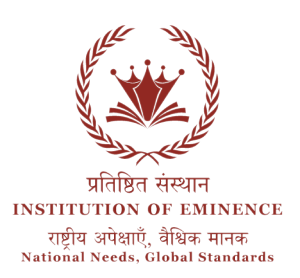 प्रतिष्ठित संस्थान
INSTITUTION OF EMINENCE
राष्ट्रीय अपेक्षाएँ, वैश्विक मानक
National Needs, Global Standards